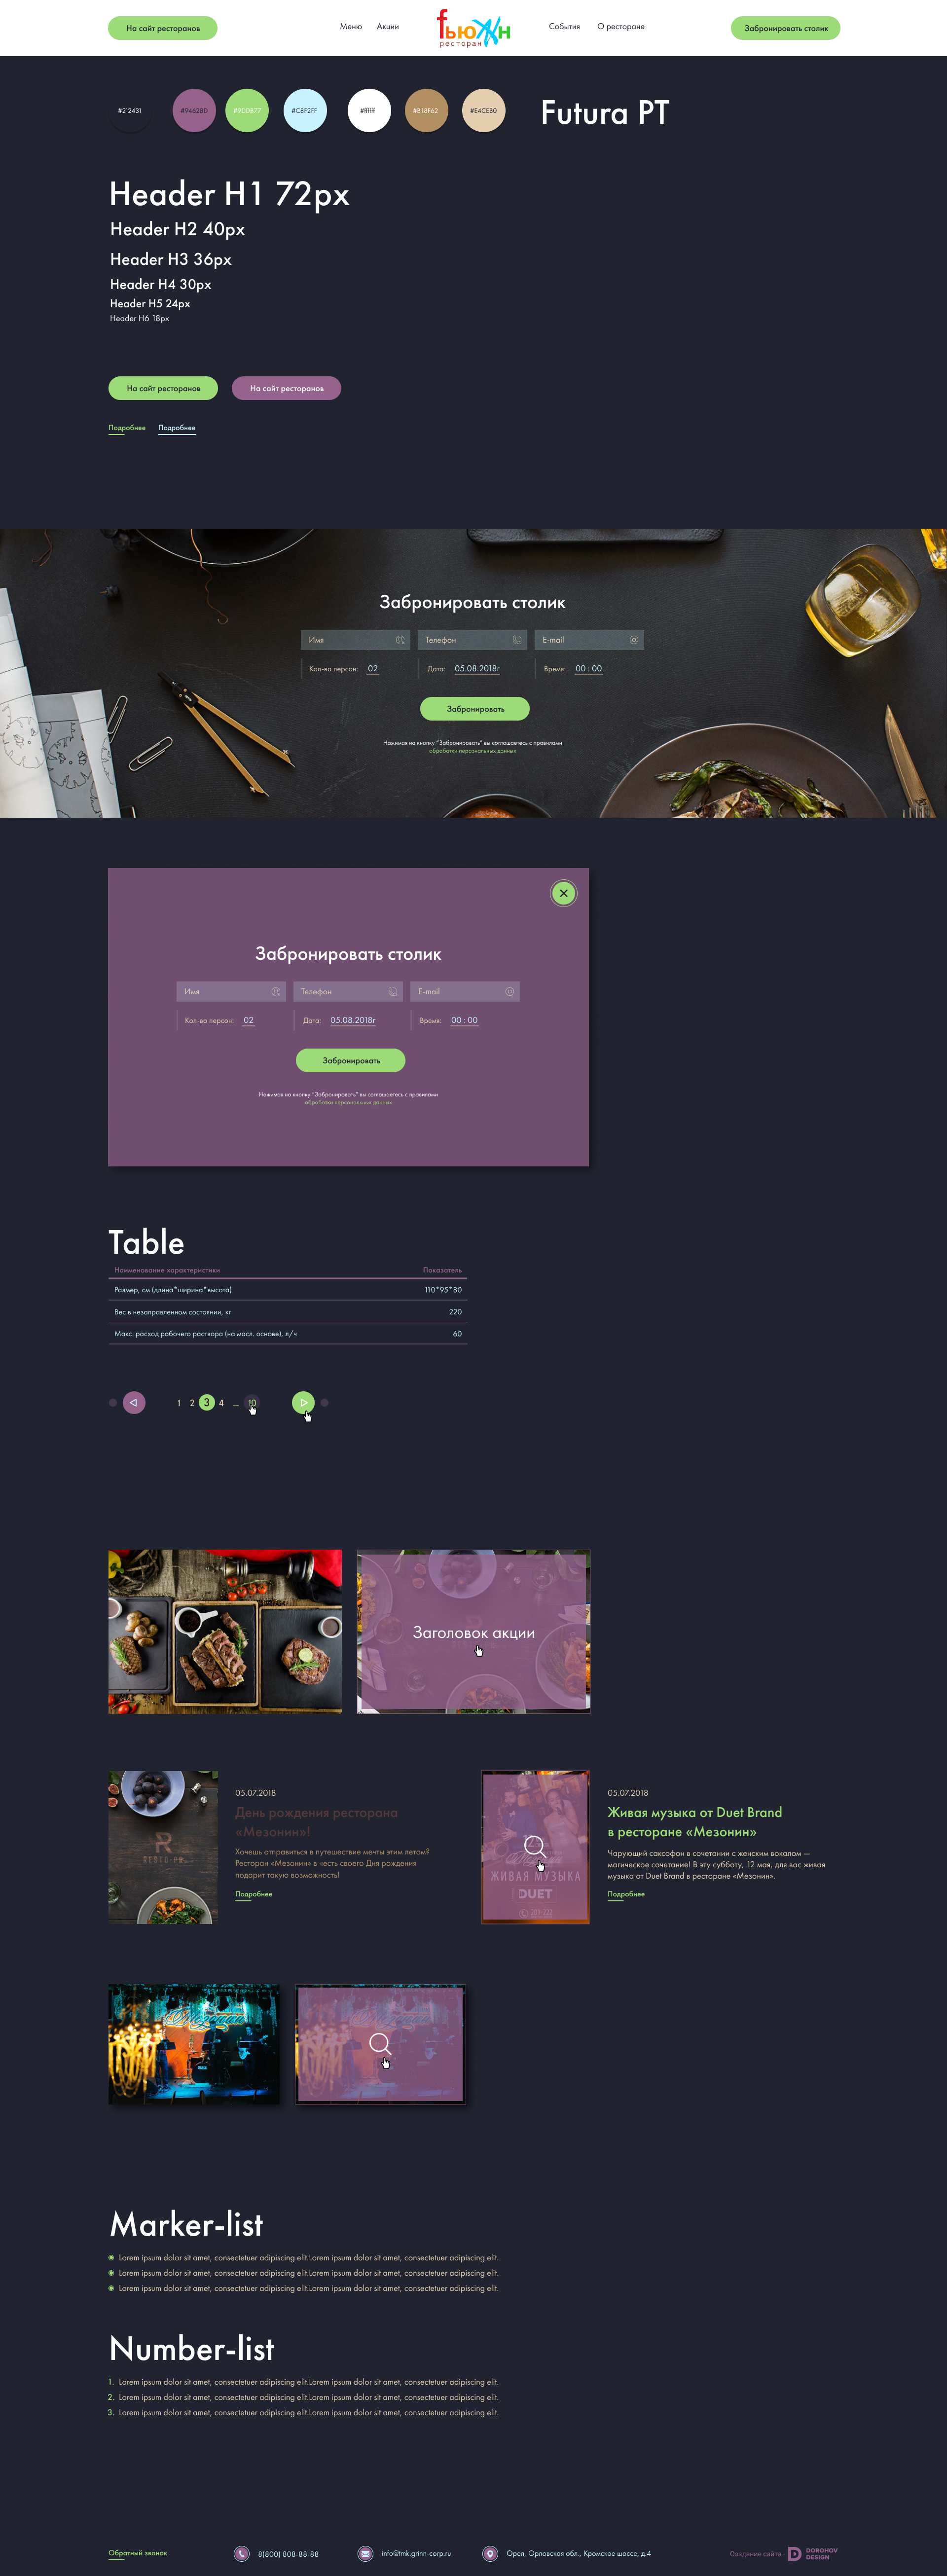 На сайт ресторанов
Меню
Акции
фьюжн
ресторан
События
О ресторане
Забронировать столик
#212431
#946280
#9DDB77
#C8F2FF
#ffffff
#B18F62
#E4CEB0
Futura PT
Header H1 72px
Header H2 40px
Header H3 36px
Header H4 30px
Header H5 24px
Header H6 18px
На сайт ресторанов
На сайт ресторанов
Подробнее
Подробнее
Забронировать столик
Имя
Телефон
E-mail
Кол-во персон: 02
Дата: 05.08.2018г
Время: 00 : 00
Забронировать
Нажимая на кнопку "Забронировать" вы соглашаетесь с правилами
обработки персональных данных
Забронировать столик
Имя
Телефон
E-mail
Кол-во персон: 02
Дата: 05.08.2018г
Время: 00 : 00
Забронировать
Нажимая на кнопку "Забронировать" вы соглашаетесь с правилами
обработки персональных данных
Table
Наименование характеристики Показатель
Размер, см (длина*ширина*высота) 110*95*80
Вес в незаправленном состоянии, кг 220
Макс. расход рабочего раствора (на масл. основе), л/ч 60
1 2 3 4 ... 10
Заголовок акции
05.07.2018
День рождения ресторана
«Мезонин»!
Хочешь отправиться в путешествие мечты этим летом?
Ресторан «Мезонин» в честь своего Дня рождения
подарит такую возможность!
Подробнее
ЖИВАЯ МУЗЫКА
DUET
05.07.2018
Живая музыка от Duet Brand
в ресторане «Мезонин»
Чарующий саксофон в сочетании с женским вокалом —
магическое сочетание! В эту субботу, 12 мая, для вас живая
музыка от Duet Brand в ресторане «Мезонин».
Подробнее
Мезонин
Marker-list
Lorem ipsum dolor sit amet, consectetuer adipiscing elit.Lorem ipsum dolor sit amet, consectetuer adipiscing elit.
Lorem ipsum dolor sit amet, consectetuer adipiscing elit.Lorem ipsum dolor sit amet, consectetuer adipiscing elit.
Lorem ipsum dolor sit amet, consectetuer adipiscing elit.Lorem ipsum dolor sit amet, consectetuer adipiscing elit.
Number-list
1. Lorem ipsum dolor sit amet, consectetuer adipiscing elit.Lorem ipsum dolor sit amet, consectetuer adipiscing elit.
2. Lorem ipsum dolor sit amet, consectetuer adipiscing elit.Lorem ipsum dolor sit amet, consectetuer adipiscing elit.
3. Lorem ipsum dolor sit amet, consectetuer adipiscing elit.Lorem ipsum dolor sit amet, consectetuer adipiscing elit.
Обратный звонок
8(800) 808-88-88
info@tmk.grinn-corp.ru
Орел, Орловская обл., Кромское шоссе, д.4
Создание сайта -
DOROHOV
DESIGN